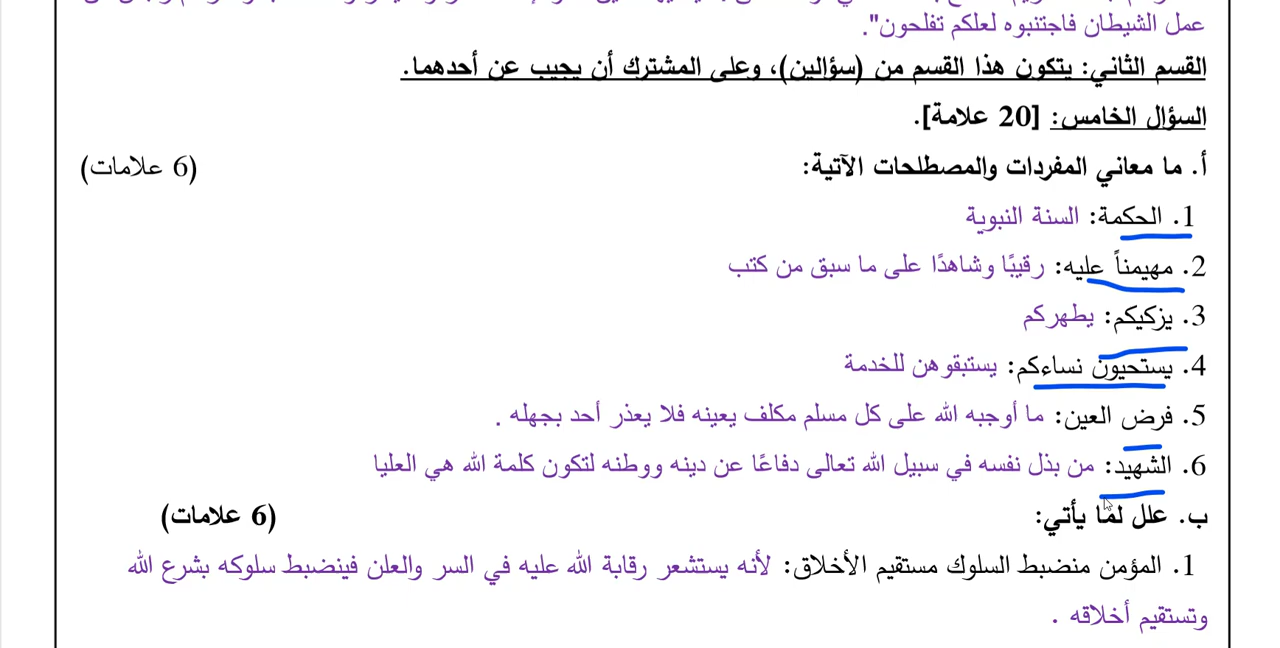 عمل الشيطان فاجتنبوه لعلكم تفلحون".
القسم الثاني: يتكون هذا القسم من (سؤالين)، وعلى المشترك أن يجيب عن أحدهما.
السؤال الخامس: [20 علامة].
أ. ما معاني المفردات والمصطلحات الآتية: (6 علامات)
1. الحكمة: السنة النبوية
2. مهيمناً عليه: رقيبًا وشاهدًا على ما سبق من كتب
3. يزكيكم: يطهركم
4. يستحيون نساءكم: يستبقوهن للخدمة
5. فرض العين: ما أوجبه الله على كل مسلم مكلف يعينه فلا يعذر أحد بجهله .
6. الشهيد: من بذل نفسه في سبيل الله تعالى دفاعًا عن دينه ووطنه لتكون كلمة الله هي العليا
ب. علل لمّا يأتي: (6 علامات)
1. المؤمن منضبط السلوك مستقيم الأخلاق: لأنه يستشعر رقابة الله عليه في السر والعلن فينضبط سلوكه بشرع الله
وتستقيم أخلاقه .